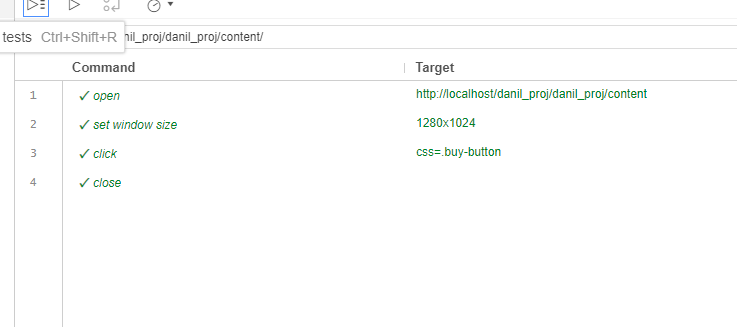 tests Ctrl+Shift+R
nil_proj/danil_proj/content/
Command Target
1 ✓ open http://localhost/danil_proj/danil_proj/content
2 ✓ set window size 1280x1024
3 ✓ click css=.buy-button
4 ✓ close